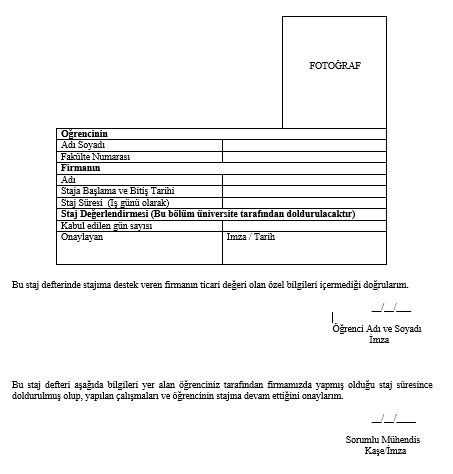 FOTOĞRAF
Öğrencinin
Adı Soyadı
Fakülte Numarası
Firmanın
Adı
Staja Başlama ve Bitiş Tarihi
Staj Süresi (İş günü olarak)
Staj Değerlendirmesi (Bu bölüm üniversite tarafından doldurulacaktır)
Kabul edilen gün sayısı
Onaylayan İmza / Tarih
Bu staj defterinde stajıma destek veren firmanın ticari değeri olan özel bilgileri içermediği doğrularım.
__/__/___
Öğrenci Adı ve Soyadı
İmza
Bu staj defteri aşağıda bilgileri yer alan öğrenciniz tarafından firmamızda yapmış olduğu staj süresince
doldurulmuş olup, yapılan çalışmaları ve öğrencinin stajına devam ettiğini onaylarım.
__/__/____
Sorumlu Mühendis
Kaşe/İmza